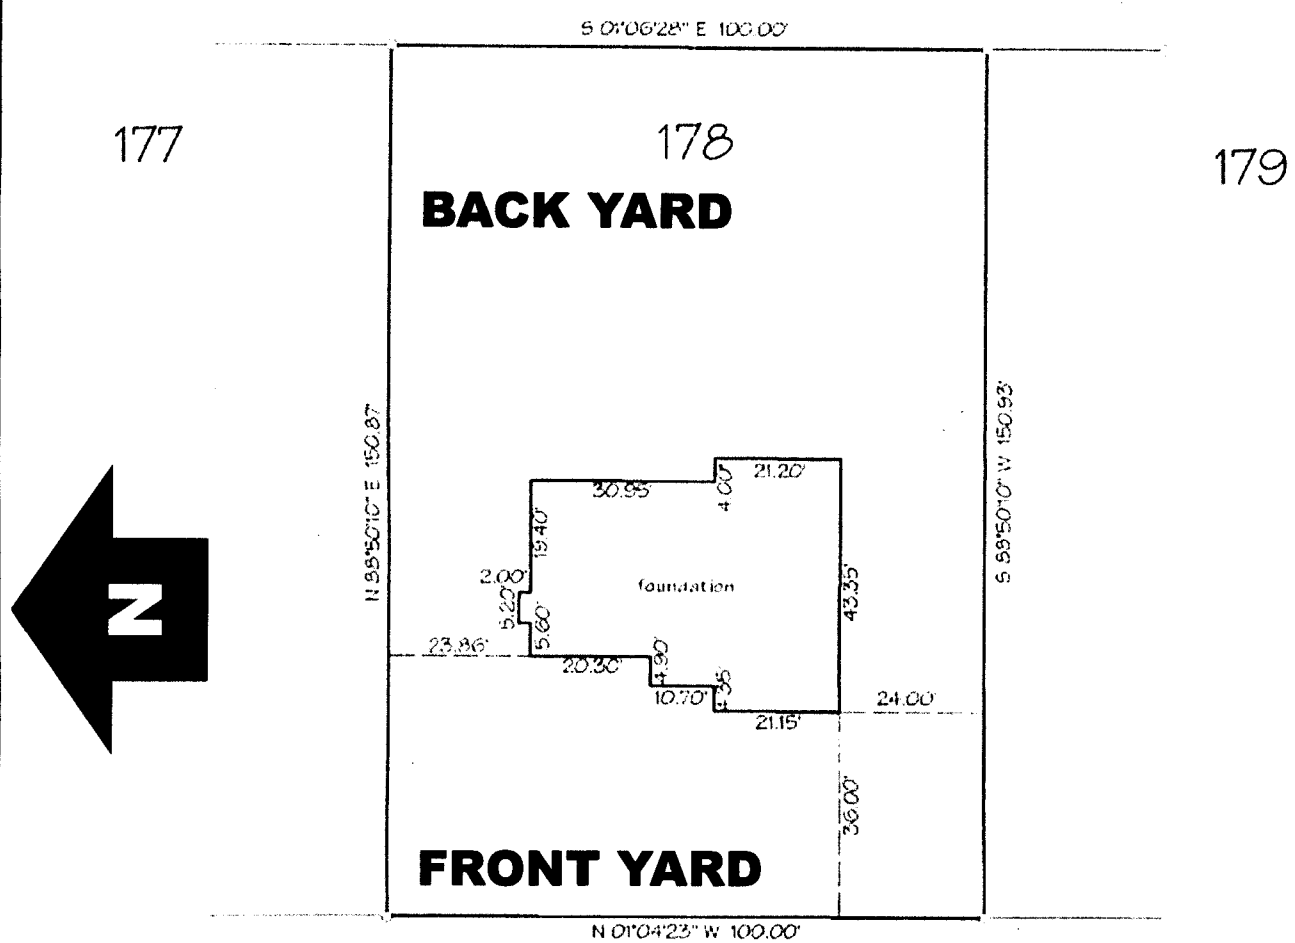 S 01°06'28" E 100.00'
177
178
179
BACK YARD
N 88°50'10" E 150.87'
S 88°50'10" W 150.93'
21.20'
30.95'
4.00'
19.40'
2.00'
5.20'
5.60'
foundation
43.35'
N
23.86'
20.30'
4.90'
10.70'
4.35'
21.15'
24.00'
36.00'
FRONT YARD
N 01°04'23" W 100.00'